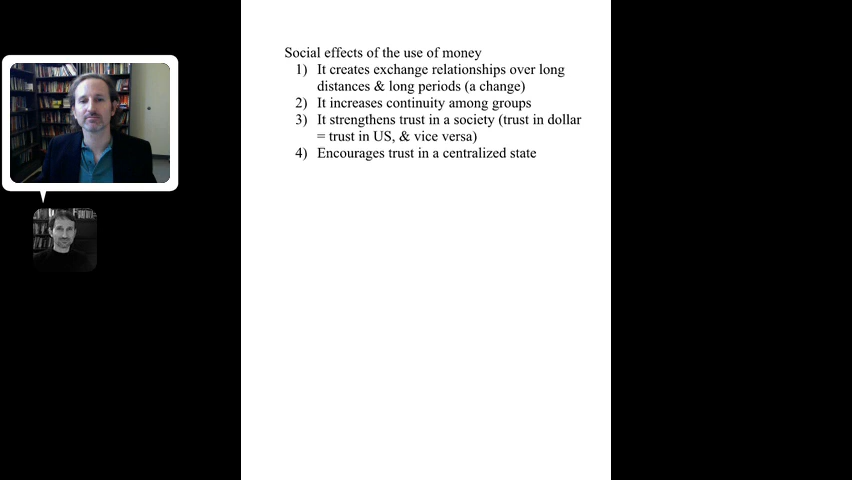 Social effects of the use of money
1) It creates exchange relationships over long
distances & long periods (a change)
2) It increases continuity among groups
3) It strengthens trust in a society (trust in dollar
= trust in US, & vice versa)
4) Encourages trust in a centralized state